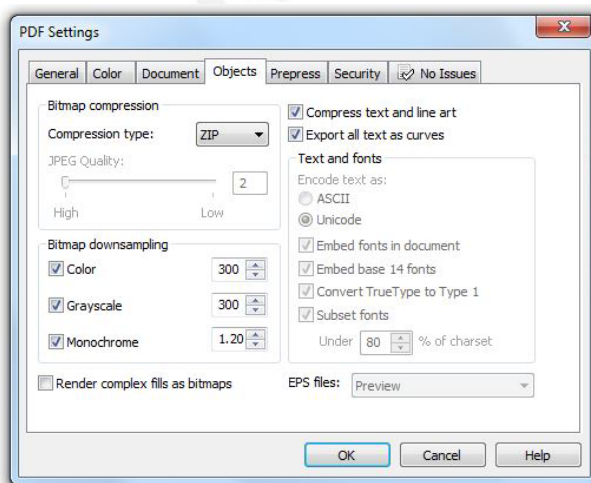 PDF Settings
General Color Document Objects Prepress Security No Issues
Bitmap compression
Compression type: ZIP
JPEG Quality:
2
High Low
Bitmap downsampling
Color 300
Grayscale 300
Monochrome 1.20
Render complex fills as bitmaps
Compress text and line art
Export all text as curves
Text and fonts
Encode text as:
ASCII
Unicode
Embed fonts in document
Embed base 14 fonts
Convert TrueType to Type 1
Subset fonts
Under 80 % of charset
EPS files: Preview
OK Cancel Help